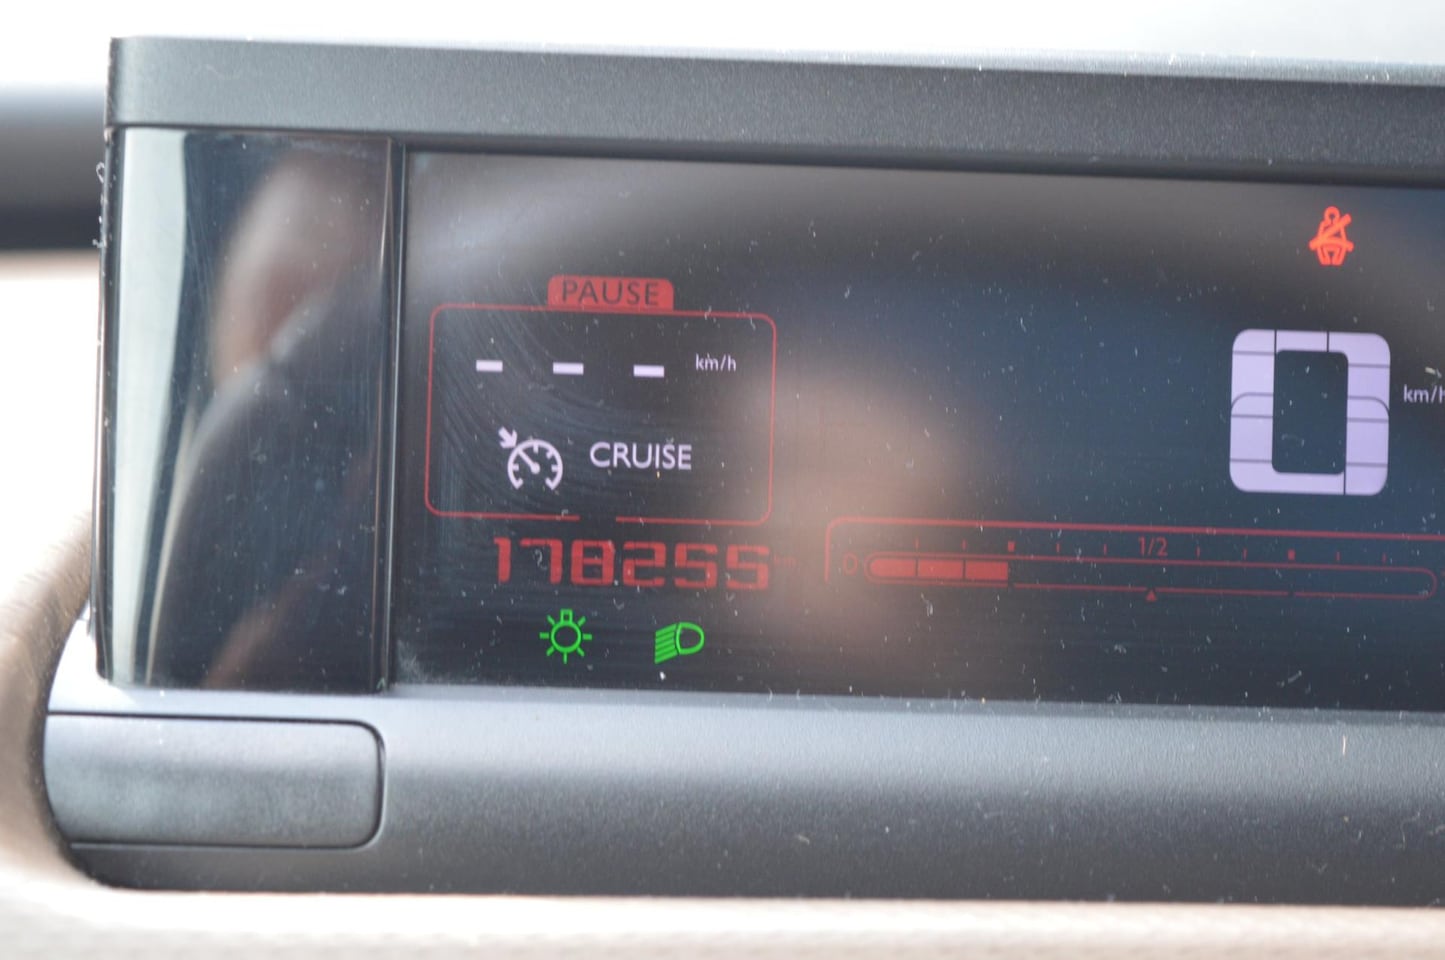 PAUSE
- - - km/h
CRUISE
0 km/h
178255
0 1/2